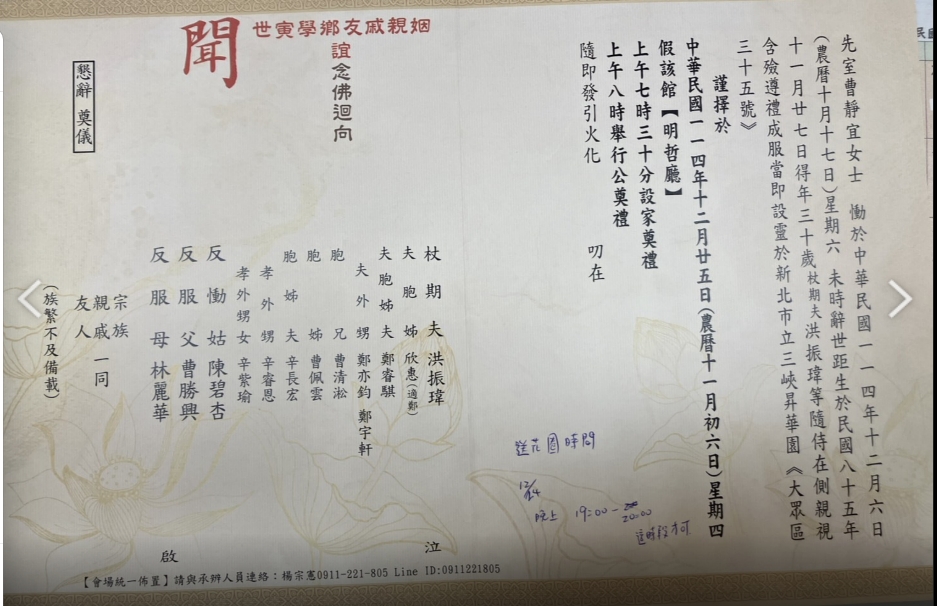 先室曹靜宜女士 慟於中華民國一一四年十二月六日
(農曆十月十七日)星期六 未時辭世距生於民國八十五年
十一月廿七日得年三十歲杖期夫洪振瑋等隨侍在側親視
含殮遵禮成服當即設靈於新北市立三峽昇華園《大眾區
三十五號》
謹擇於
中華民國一一四年十二月廿五日(農曆十一月初六日)星期四
假該館【明哲廳】
上午七時三十分設家奠禮
上午八時舉行公奠禮
隨即發引火化 叨在
姻親戚友鄉學寅世
誼念佛迴向
聞
懇辭 奠儀
杖期夫 洪振瑋 泣
夫胞姊 欣惠(適鄭)
夫胞姊夫 鄭睿騏
夫外甥 鄭亦鈞 鄭宇軒
胞兄 曹清淞
胞姊 曹佩雲
胞姊夫 辛長宏
孝外甥 辛睿恩
孝外甥女 辛紫瑜
反慟姑 陳碧杏
反服父 曹勝興
反服母 林麗華 啟
宗族
親戚 一同
友人
(族繁不及備載)
送花圈時間
12/24
晚上 19:00-20:00
這時段才可
【會場統一佈置】請與承辨人員連絡:楊宗憲0911-221-805 Line ID:0911221805